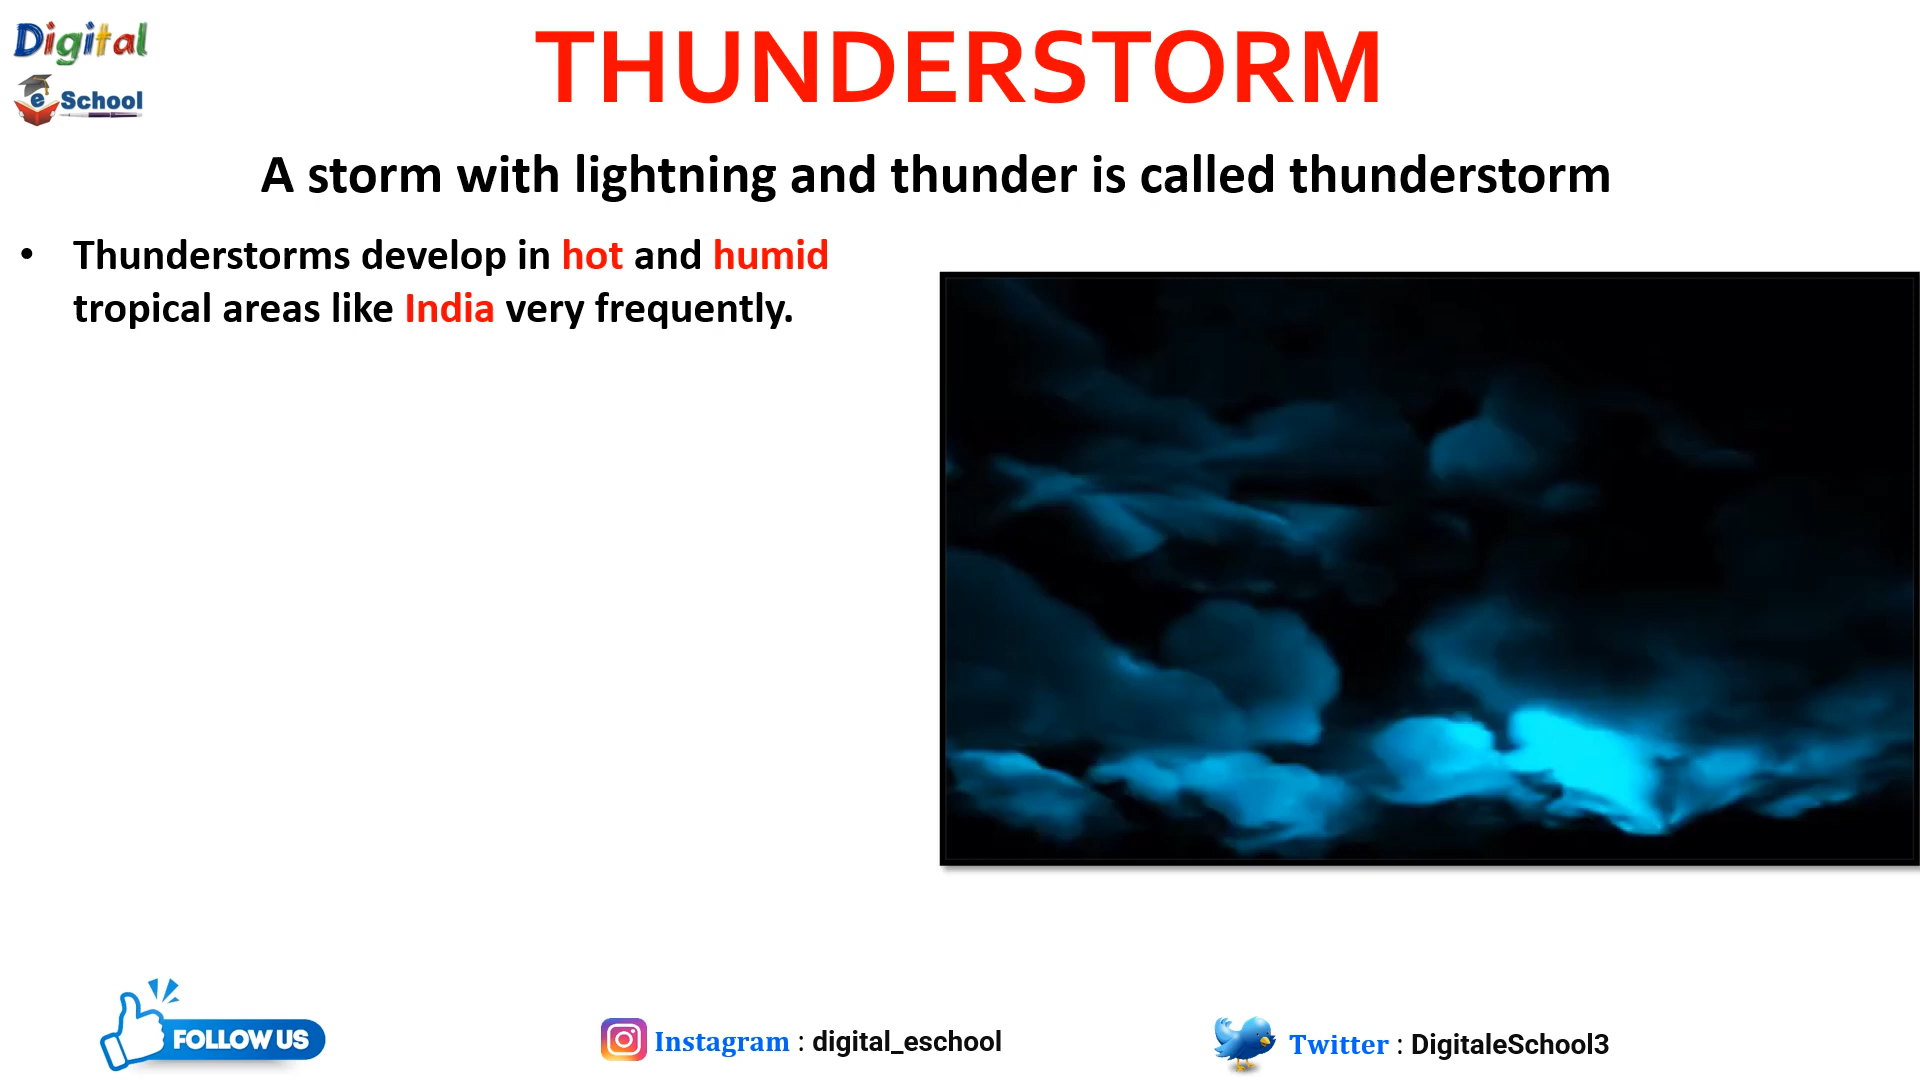 Digital
e School
THUNDERSTORM
A storm with lightning and thunder is called thunderstorm
• Thunderstorms develop in hot and humid
tropical areas like India very frequently.
FOLLOW US
Instagram : digital_eschool
Twitter : DigitaleSchool3